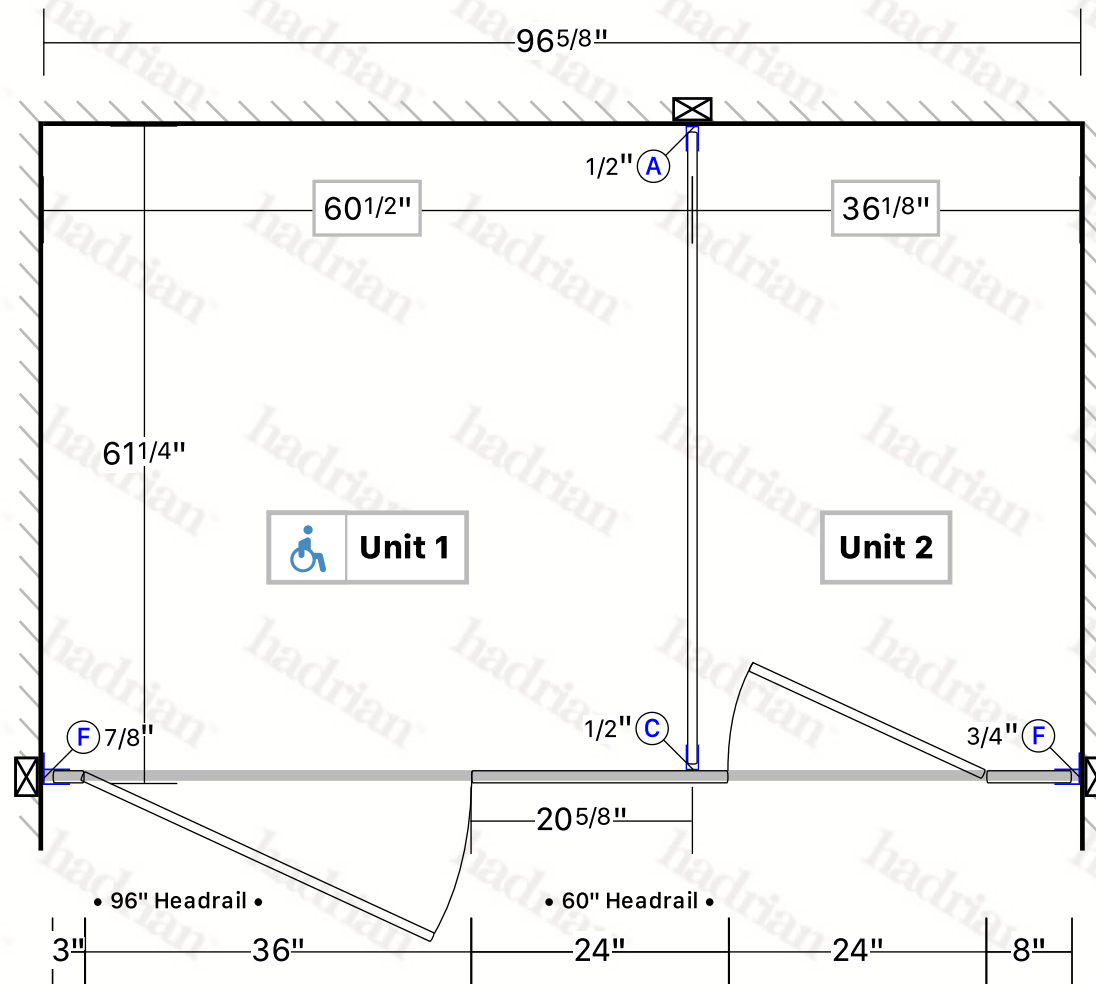 96 5/8"
1/2" A
60 1/2"
36 1/8"
61 1/4"
Unit 1
Unit 2
F 7/8"
1/2" C
3/4" F
20 5/8"
• 96" Headrail •
• 60" Headrail •
3"
36"
24"
24"
8"
hadrian